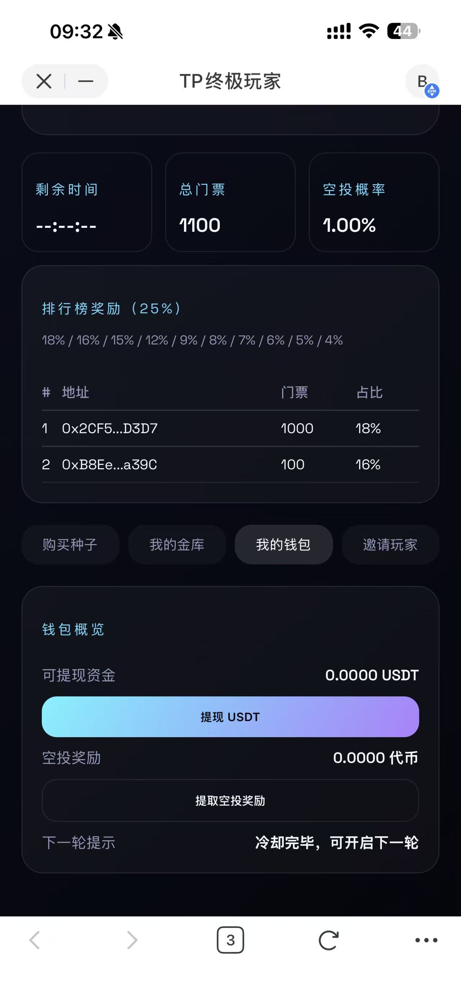 09:32
44
TP终极玩家
B
EVM
剩余时间 总门票 空投概率
--:--:-- 1100 1.00%
排行榜奖励（25%）
18% / 16% / 15% / 12% / 9% / 8% / 7% / 6% / 5% / 4%
# 地址 门票 占比
1 0x2CF5...D3D7 1000 18%
2 0xB8Ee...a39C 100 16%
购买种子 我的金库 我的钱包 邀请玩家
钱包概览
可提现资金 0.0000 USDT
提现 USDT
空投奖励 0.0000 代币
提取空投奖励
下一轮提示 冷却完毕，可开启下一轮
3